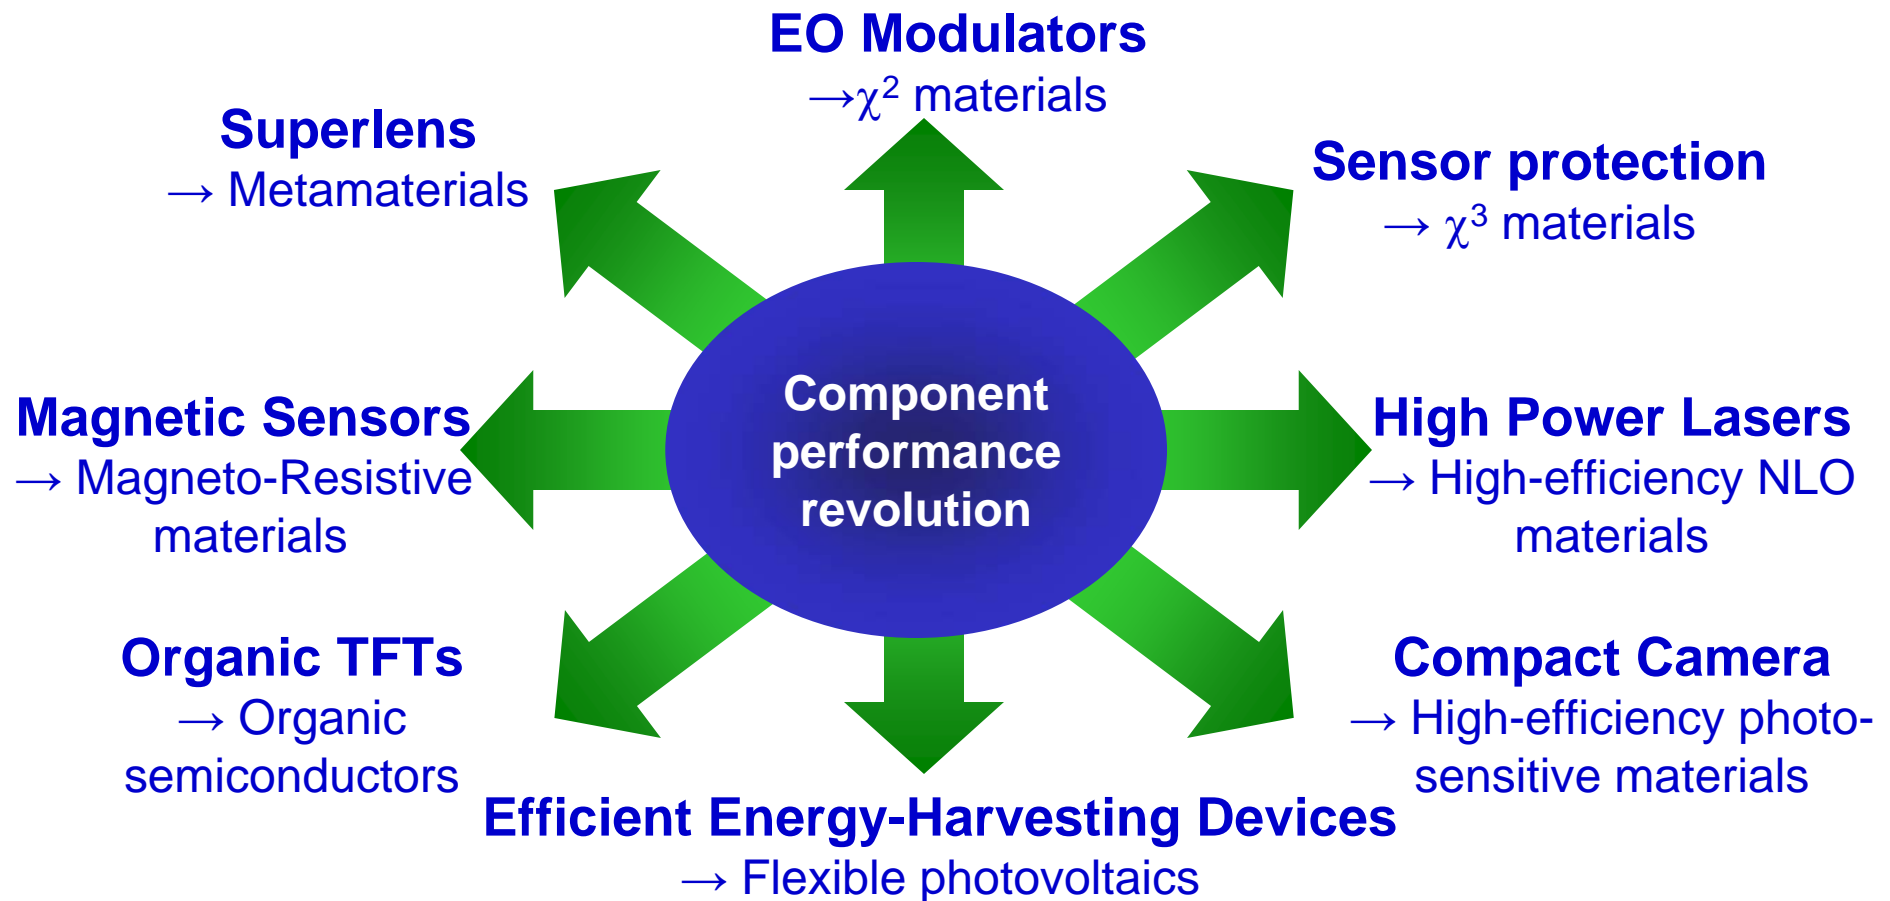 EO Modulators
→χ² materials
Superlens
→ Metamaterials
Sensor protection
→ χ³ materials
Component
performance
revolution
Magnetic Sensors
→ Magneto-Resistive
materials
High Power Lasers
→ High-efficiency NLO
materials
Organic TFTs
→ Organic
semiconductors
Compact Camera
→ High-efficiency photo-
sensitive materials
Efficient Energy-Harvesting Devices
→ Flexible photovoltaics